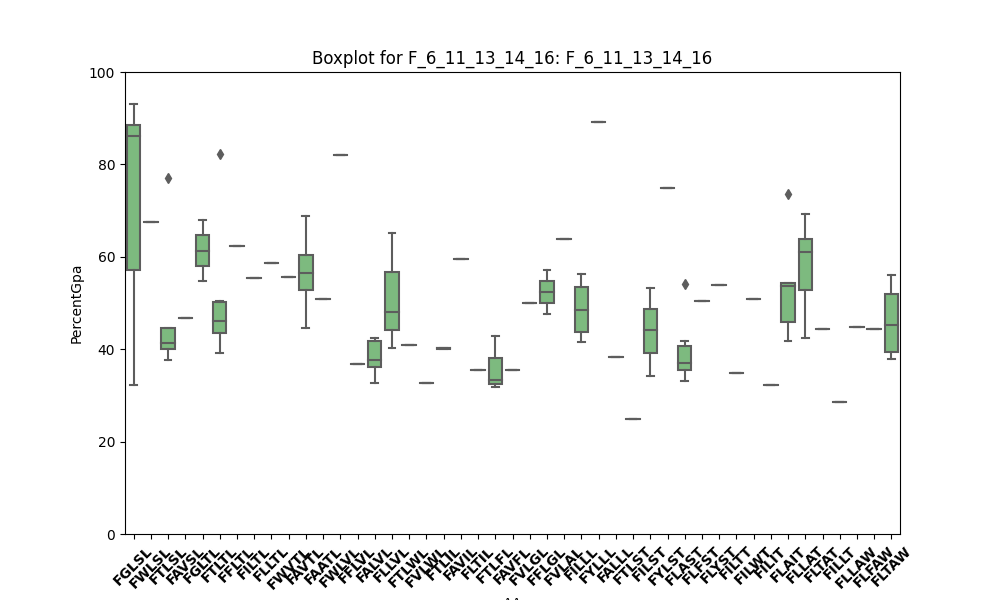 Boxplot for F_6_11_13_14_16: F_6_11_13_14_16
PercentGpa
100
80
60
40
20
0
FGLSL
FWLSL
FTLSL
FAVSL
FGLTL
FTLTL
FFLTL
FILTL
FLLTL
FWVTL
FAVTL
FAATL
FWLVL
FALVL
FLLVL
FTLWL
FVLWL
FAVIL
FLTIL
FTLFL
FAVFL
FVLGL
FFLGL
FVLAL
FILLL
FYLLL
FALLL
FTLST
FILST
FYLST
FLAST
FLFST
FLYST
FILTT
FILWT
FILIT
FLAIT
FLLAT
FLTAT
FILLT
FLLAW
FLFAW
FLTAW